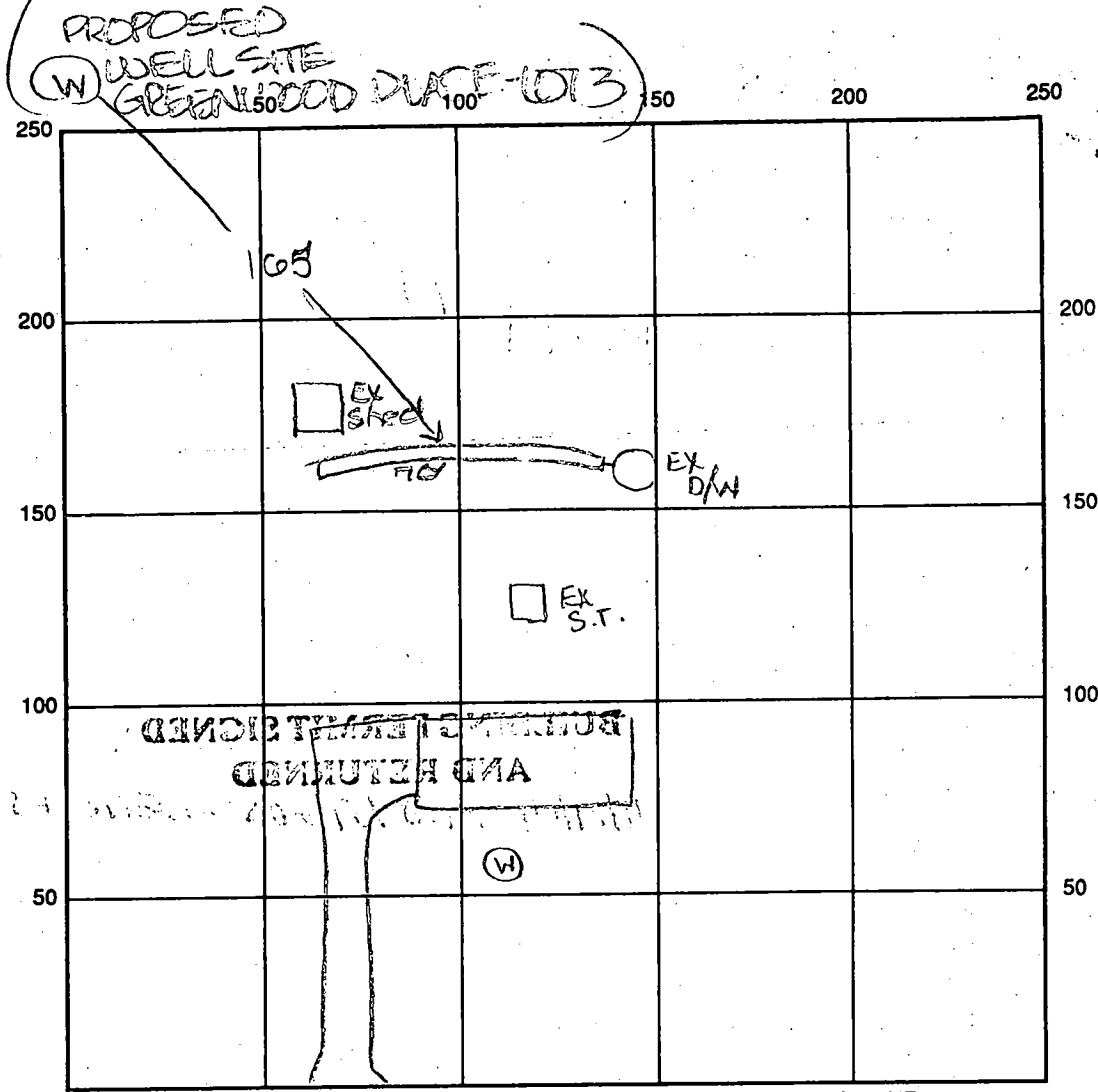 PROPOSED
W WELL SITE
GREENWOOD PLACE - LOT 3
50 100 150 200 250
250
165
200 200
EX
Shed
EX
D/W
150 150
EX
S.T.
100 100
BUILDING PERMIT SIGNED
AND RETURNED
W
50 50